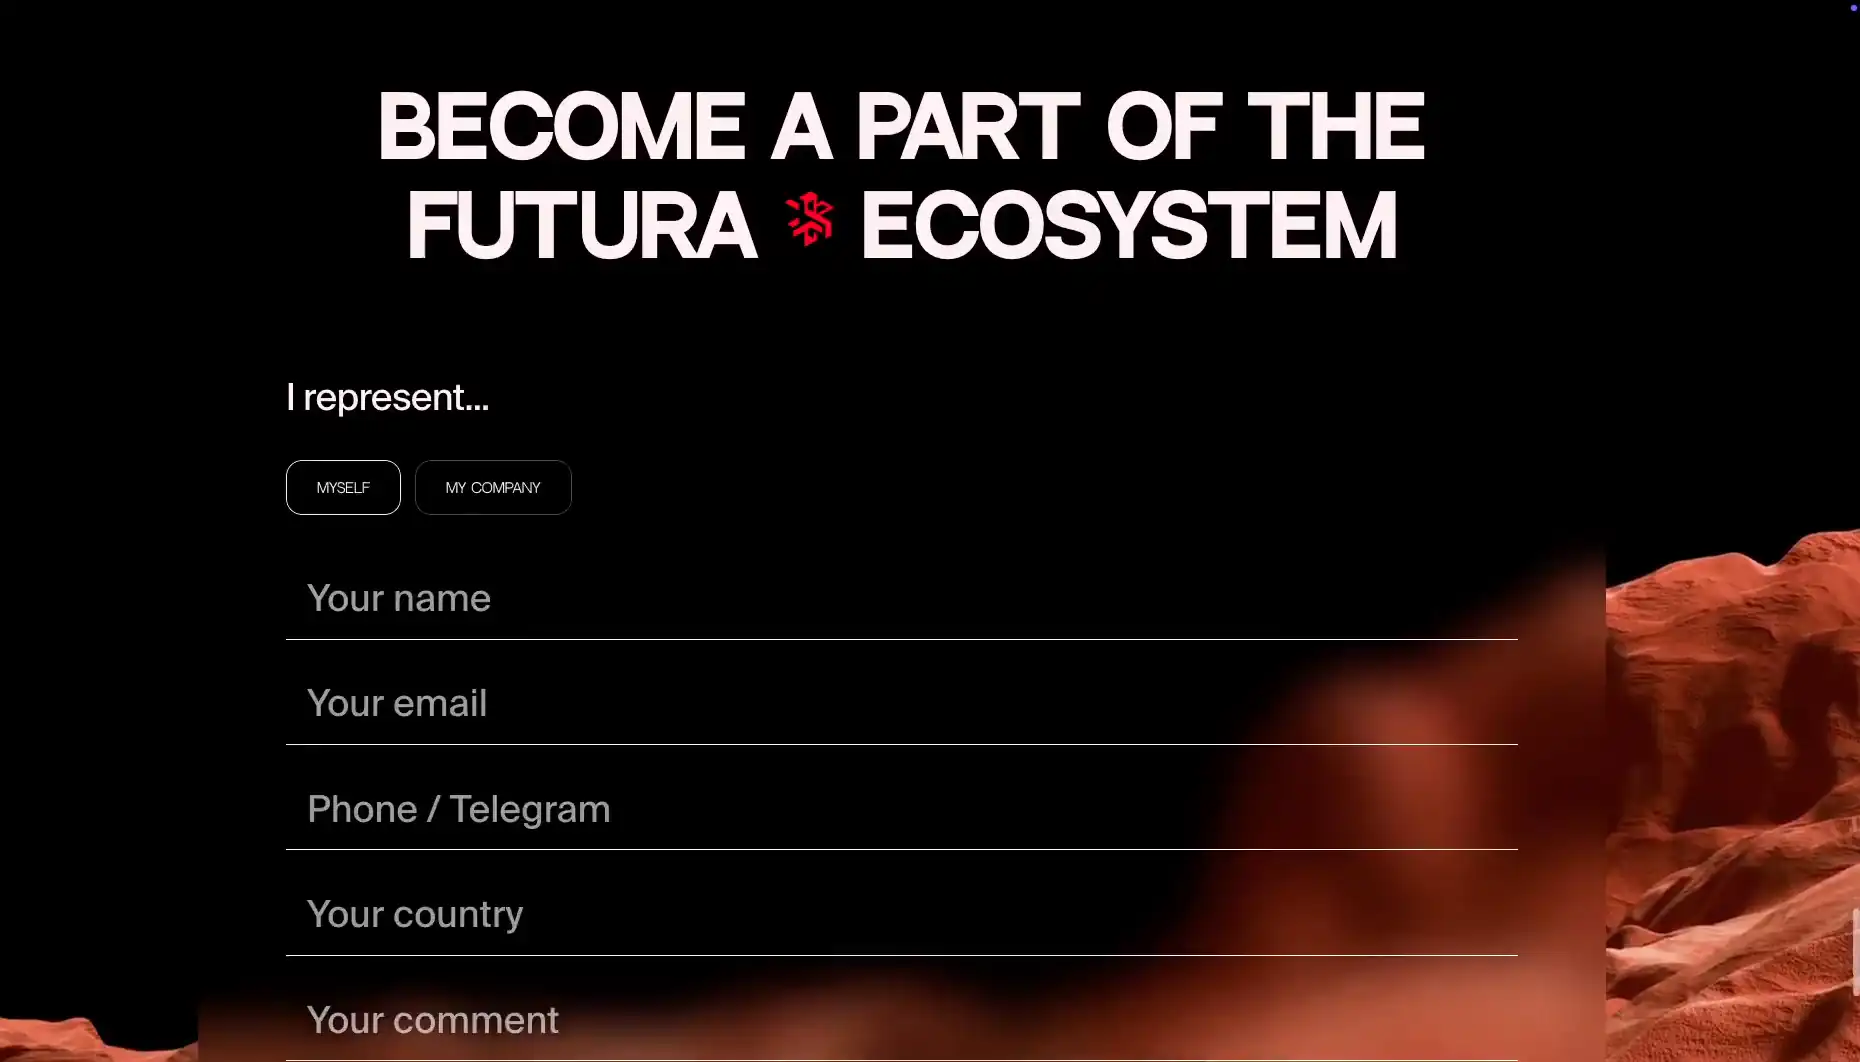 BECOME A PART OF THE
FUTURA ECOSYSTEM
I represent...
MYSELF
MY COMPANY
Your name
Your email
Phone / Telegram
Your country
Your comment